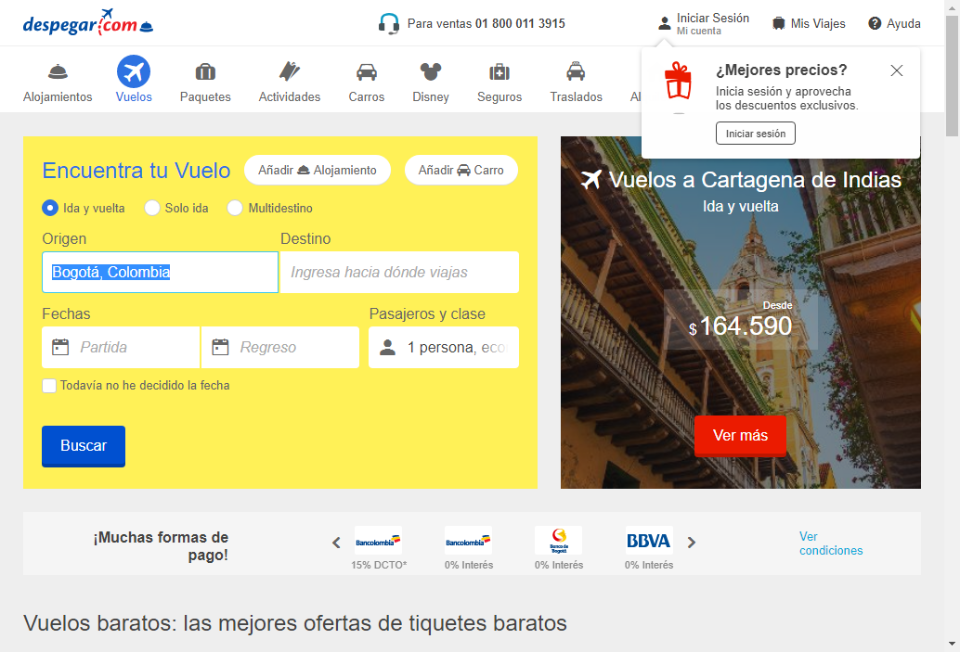 despegar.com
Para ventas 01 800 011 3915
Iniciar Sesión
Mi cuenta
Mis Viajes
Ayuda
Alojamientos
Vuelos
Paquetes
Actividades
Carros
Disney
Seguros
Traslados
¿Mejores precios?
Inicia sesión y aprovecha
los descuentos exclusivos.
Iniciar sesión
Encuentra tu Vuelo
Añadir Alojamiento
Añadir Carro
Ida y vuelta
Solo ida
Multidestino
Origen
Destino
Bogotá, Colombia
Ingresa hacia dónde viajas
Fechas
Pasajeros y clase
Partida
Regreso
1 persona, eco
Todavía no he decidido la fecha
Buscar
Vuelos a Cartagena de Indias
Ida y vuelta
Desde
$164.590
Ver más
¡Muchas formas de
pago!
Bancolombia
15% DCTO*
Bancolombia
0% Interés
Banco de
Bogotá
0% Interés
BBVA
0% Interés
Ver
condiciones
Vuelos baratos: las mejores ofertas de tiquetes baratos